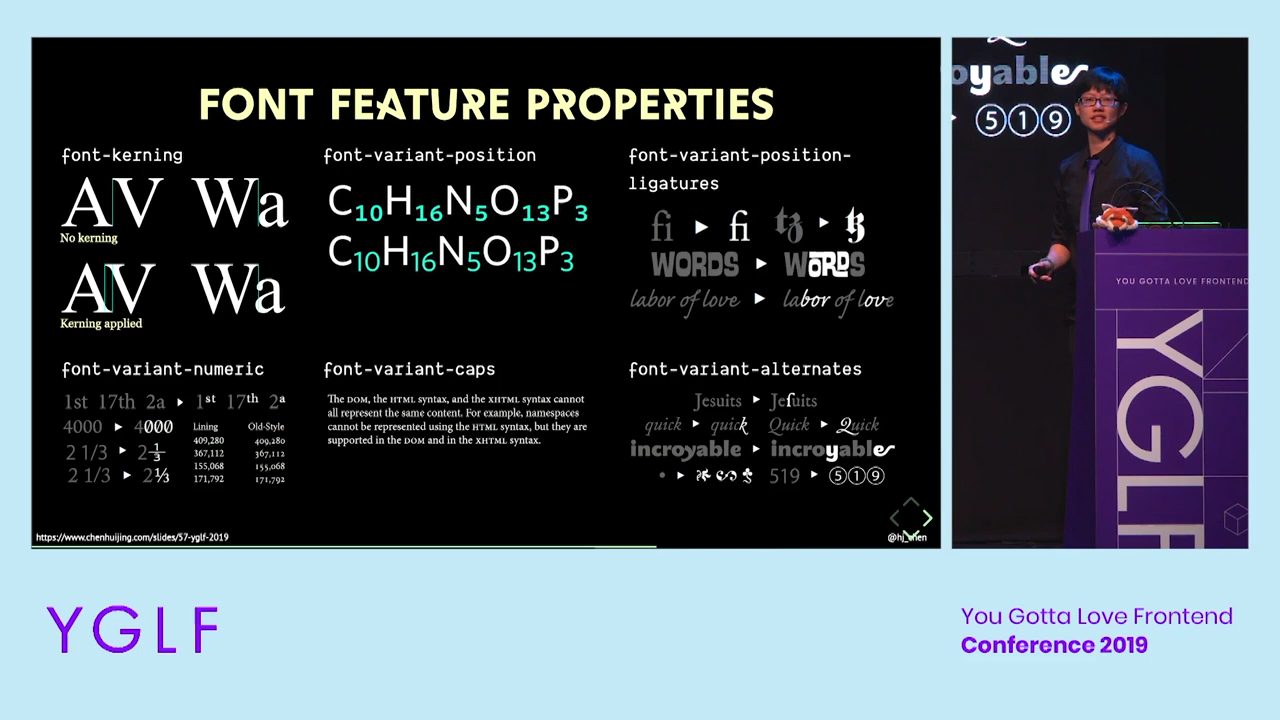 FONT FEATURE PROPERTIES
font-kerning
AV Wa
No kerning
AV Wa
Kerning applied
font-variant-position
C10H16N5O13P3
C10H16N5O13P3
font-variant-position-
ligatures
fi ▸ fi tz ▸ tz
WORDS ▸ WORDS
labor of love ▸ labor of love
font-variant-numeric
1st 17th 2a ▸ 1st 17th 2a
4000 ▸ 4000
2 1/3 ▸ 2⅓
2 1/3 ▸ 2⅓
Lining Old-Style
409,280 409,280
367,112 367,112
155,068 155,068
171,792 171,792
font-variant-caps
The DOM, the HTML syntax, and the XHTML syntax cannot
all represent the same content. For example, namespaces
cannot be represented using the HTML syntax, but they are
supported in the DOM and in the XHTML syntax.
font-variant-alternates
Jesuits ▸ Jeſuits
quick ▸ quick Quick ▸ Quick
incroyable ▸ incroyable
• ▸ 519 ▸ ⑤①⑨
https://www.chenhuijing.com/slides/57-yglf-2019
@hj_chen
oyable
⑤①⑨
YOU GOTTA LOVE FRONTEND
YGLF
YGLF
You Gotta Love Frontend
Conference 2019